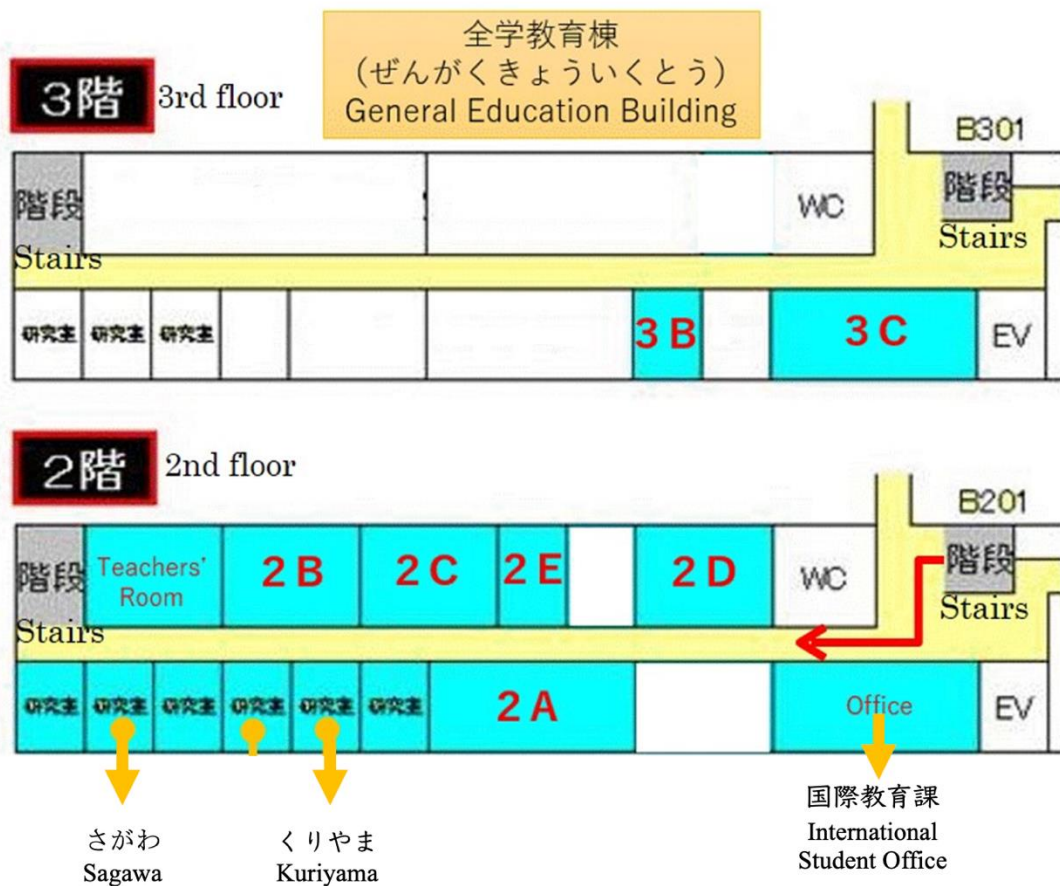 全学教育棟
（ぜんがくきょういくとう）
General Education Building
3階 3rd floor
B301
階段
WC
階段
Stairs
Stairs
研究室 研究室 研究室
3B
3C
EV
2階 2nd floor
B201
階段
Teachers'
Room
2B
2C
2E
2D
WC
階段
Stairs
Stairs
研究室 研究室 研究室 研究室 研究室 研究室
2A
Office
EV
さがわ
Sagawa
くりやま
Kuriyama
国際教育課
International
Student Office